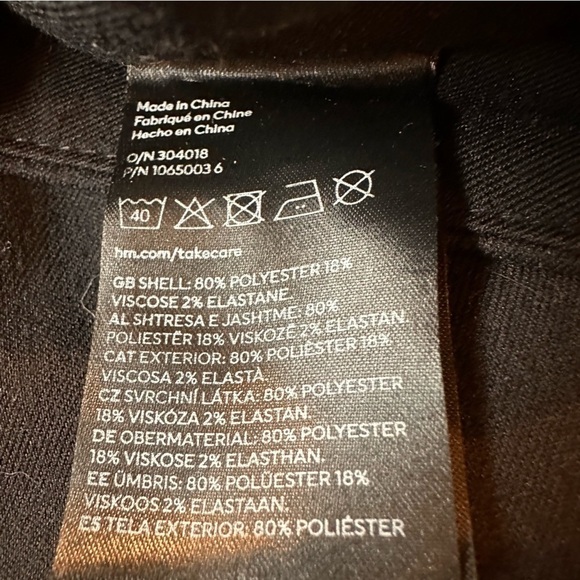 Made in China
Fabriqué en Chine
Hecho en China
O/N 304018
P/N 1065003 6
40
hm.com/takecare
GB SHELL: 80% POLYESTER 18%
VISCOSE 2% ELASTANE.
AL SHTRESA E JASHTME: 80%
POLIESTËR 18% VISKOZË 2% ELASTAN.
CAT EXTERIOR: 80% POLIÈSTER 18%
VISCOSA 2% ELASTÀ.
CZ SVRCHNÍ LÁTKA: 80% POLYESTER
18% VISKÓZA 2% ELASTAN.
DE OBERMATERIAL: 80% POLYESTER
18% VISKOSE 2% ELASTHAN.
EE ÜMBRIS: 80% POLÜESTER 18%
VISKOOS 2% ELASTAAN.
ES TELA EXTERIOR: 80% POLIÉSTER